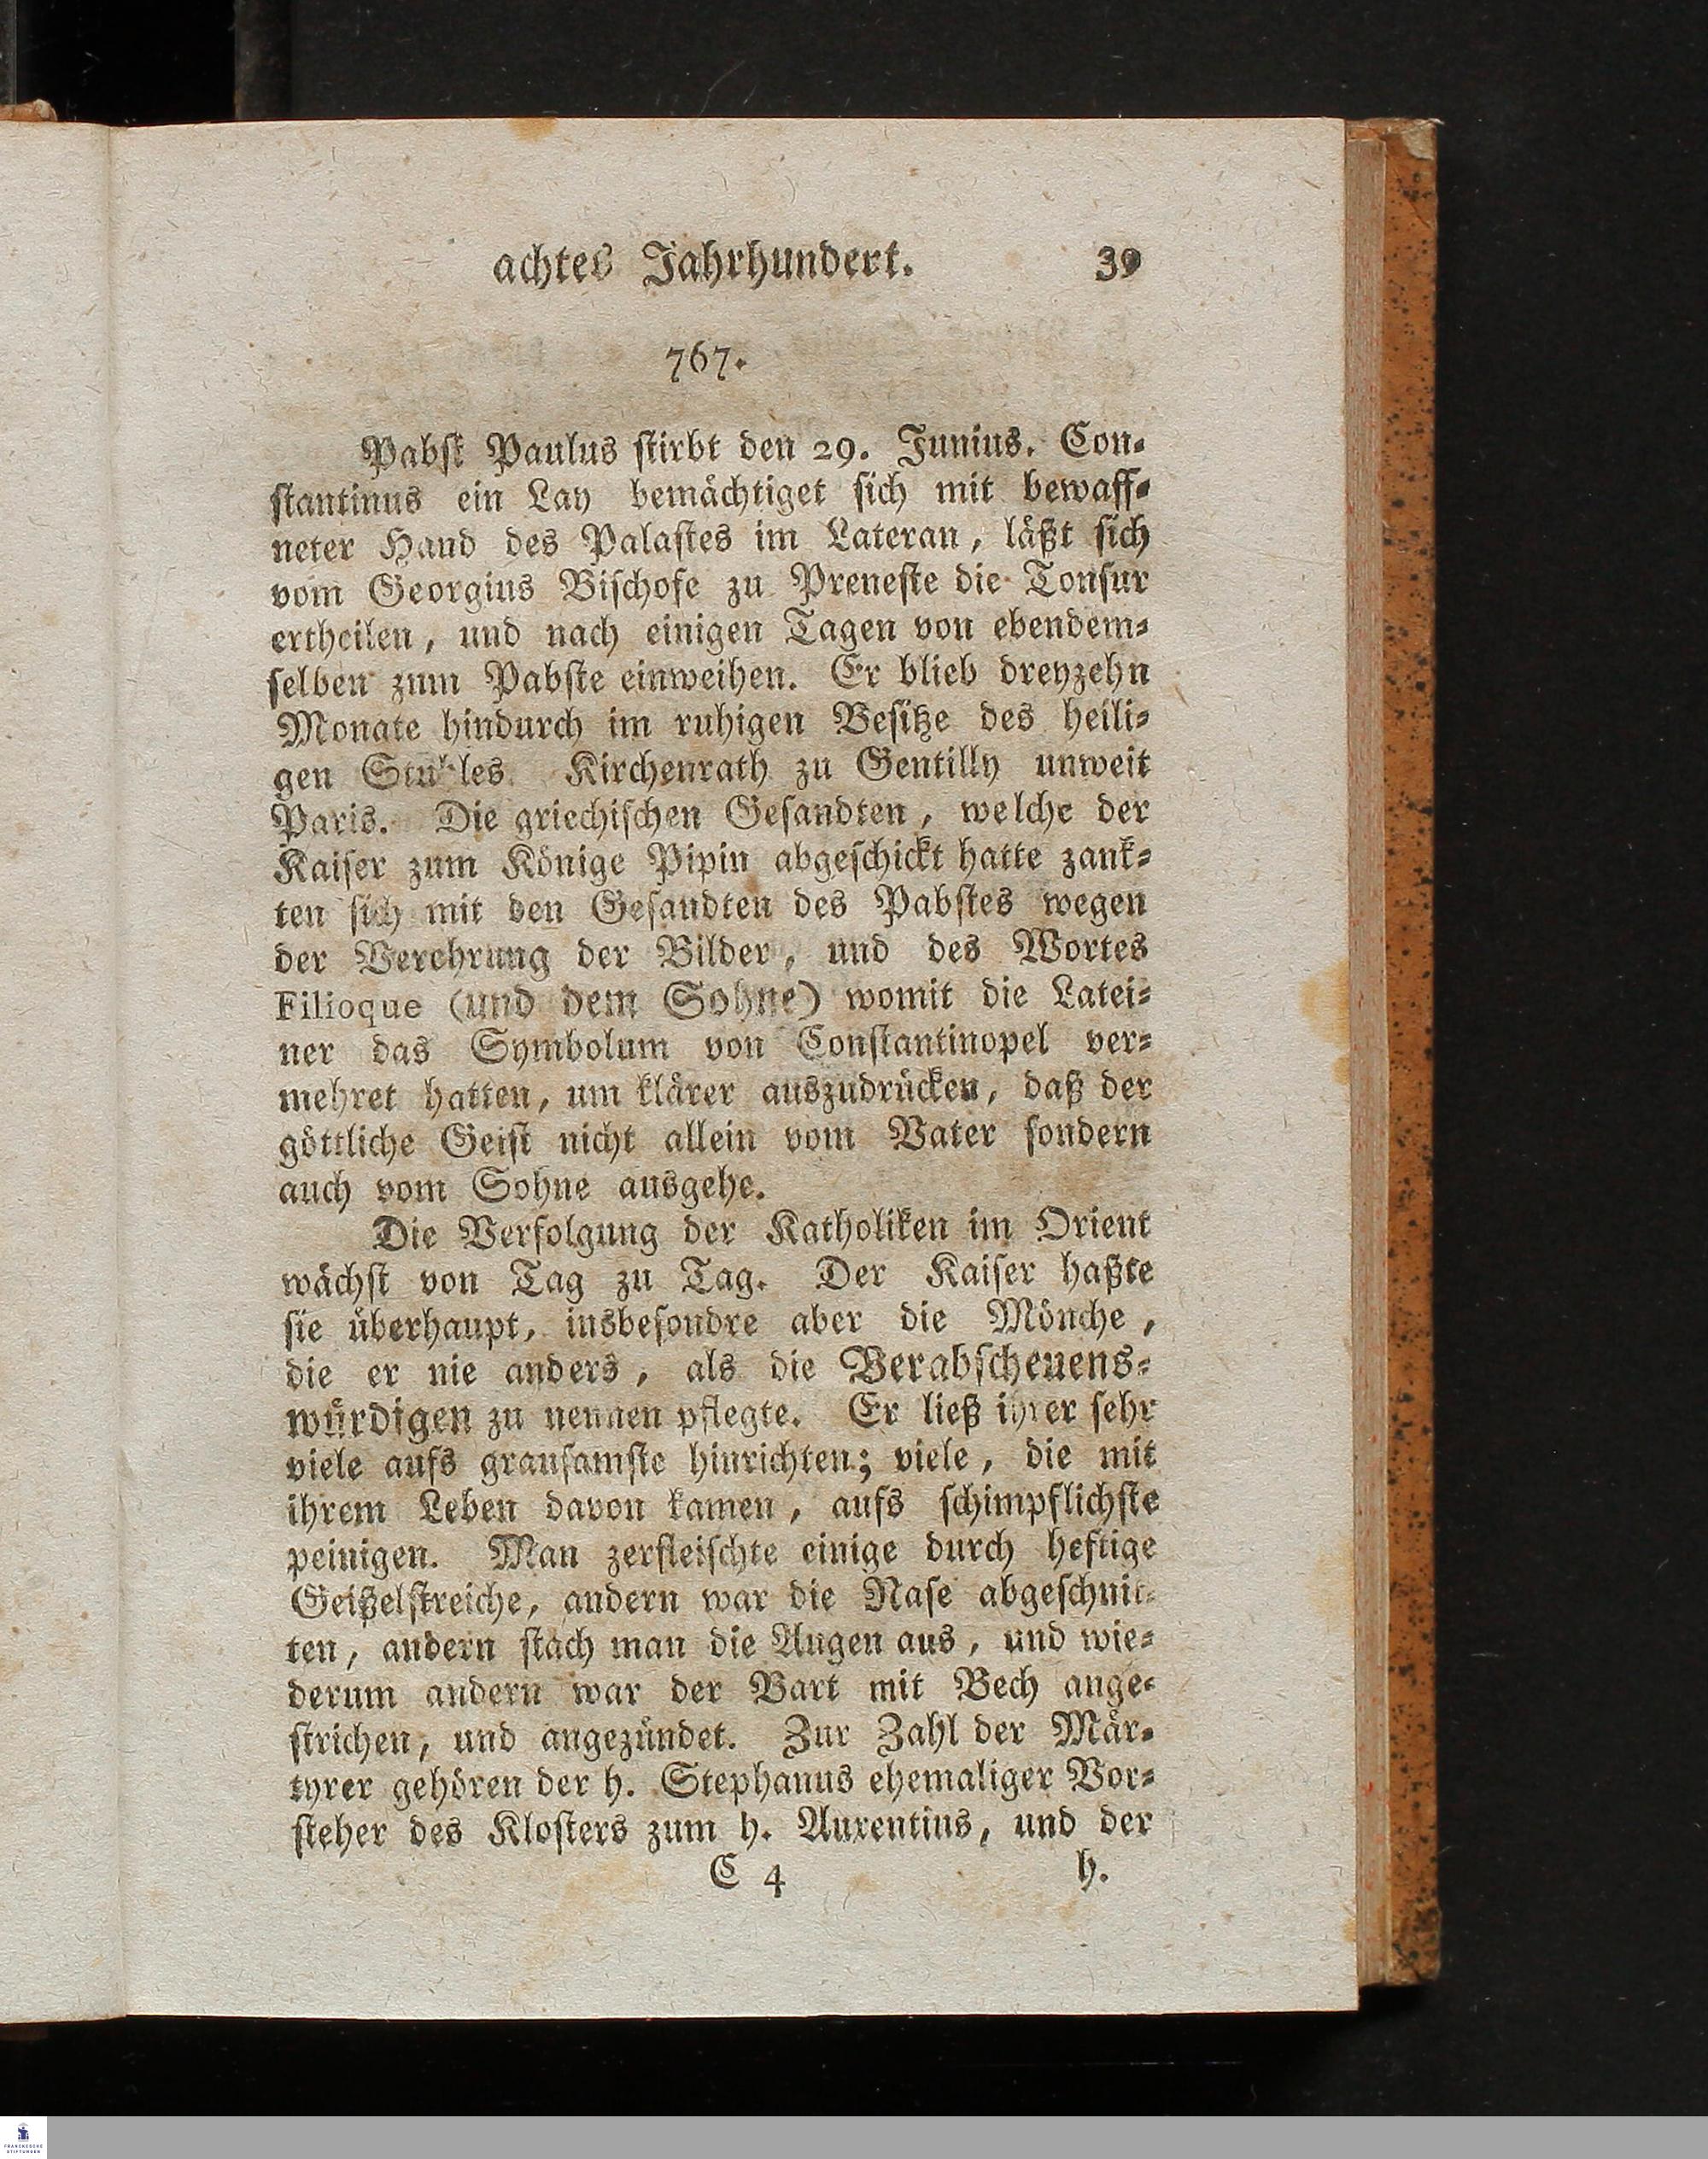 achtes Jahrhundert. 39
767.
Pabst Paulus stirbt den 29. Junius. Con-
stantinus ein Lay bemächtiget sich mit bewaff-
neter Hand des Palastes im Lateran, läßt sich
vom Georgius Bischofe zu Preneste die Tonsur
ertheilen, und nach einigen Tagen von ebendem-
selben zum Pabste einweihen. Er blieb dreyzehn
Monate hindurch im ruhigen Besitze des heili-
gen Stuhles Kirchenrath zu Gentilly unweit
Paris. Die griechischen Gesandten, welche der
Kaiser zum Könige Pipin abgeschickt hatte zank-
ten sich mit den Gesandten des Pabstes wegen
der Verehrung der Bilder, und des Wortes
Filioque (und dem Sohne) womit die Latei-
ner das Symbolum von Constantinopel ver-
mehret hatten, um klärer auszudrücken, daß der
göttliche Geist nicht allein vom Vater sondern
auch vom Sohne ausgehe.
Die Verfolgung der Katholiken im Orient
wächst von Tag zu Tag. Der Kaiser haßte
sie überhaupt, insbesondre aber die Mönche,
die er nie anders, als die Verabscheuens-
würdigen zu nennen pflegte. Er ließ ihrer sehr
viele aufs grausamste hinrichten; viele, die mit
ihrem Leben davon kamen, aufs schimpflichste
peinigen. Man zerfleischte einige durch heftige
Geißelstreiche, andern war die Nase abgeschnit-
ten, andern stach man die Augen aus, und wie-
derum andern war der Bart mit Bech ange-
strichen, und angezündet. Zur Zahl der Mär-
tyrer gehören der h. Stephanus ehemaliger Vor-
steher des Klosters zum h. Auxentius, und der
C 4 h.
FRANCKESCHE
STIFTUNGEN